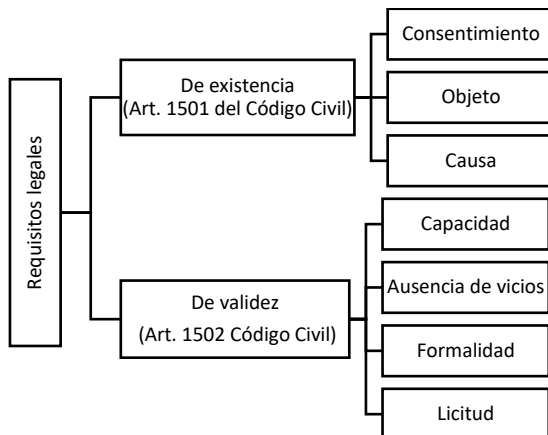 Requisitos legales
De existencia
(Art. 1501 del Código Civil)
Consentimiento
Objeto
Causa
De validez
(Art. 1502 Código Civil)
Capacidad
Ausencia de vicios
Formalidad
Licitud